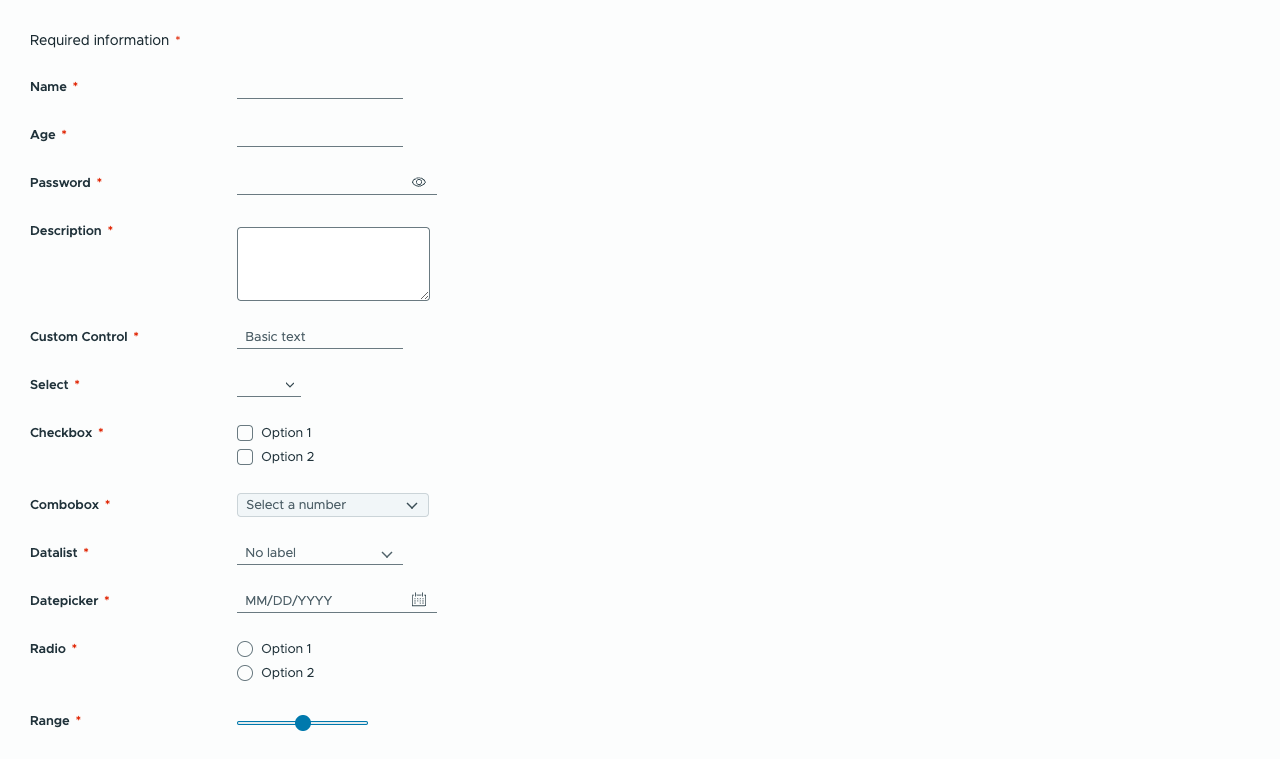 Required information *
Name *
Age *
Password *
Description *
Custom Control * Basic text
Select *
Checkbox * Option 1
Option 2
Combobox * Select a number
Datalist * No label
Datepicker * MM/DD/YYYY
Radio * Option 1
Option 2
Range *